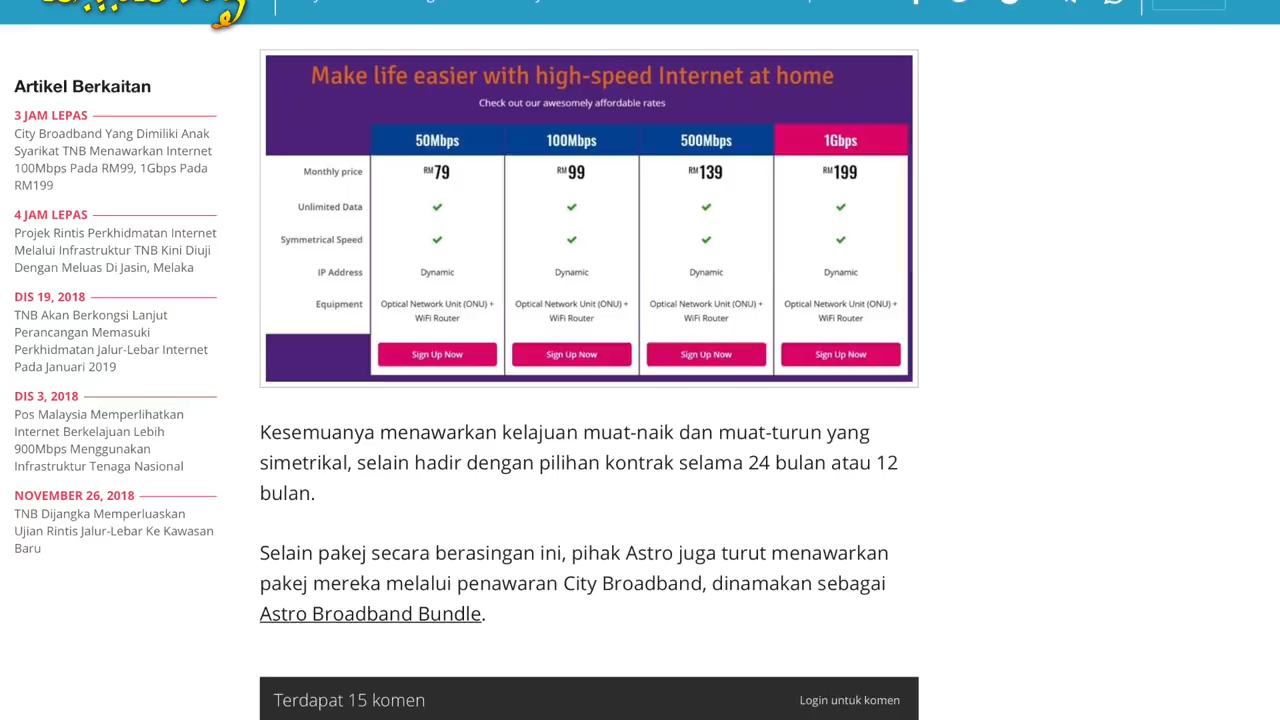 Artikel Berkaitan
3 JAM LEPAS
City Broadband Yang Dimiliki Anak
Syarikat TNB Menawarkan Internet
100Mbps Pada RM99, 1Gbps Pada
RM199
4 JAM LEPAS
Projek Rintis Perkhidmatan Internet
Melalui Infrastruktur TNB Kini Diuji
Dengan Meluas Di Jasin, Melaka
DIS 19, 2018
TNB Akan Berkongsi Lanjut
Perancangan Memasuki
Perkhidmatan Jalur-Lebar Internet
Pada Januari 2019
DIS 3, 2018
Pos Malaysia Memperlihatkan
Internet Berkelajuan Lebih
900Mbps Menggunakan
Infrastruktur Tenaga Nasional
NOVEMBER 26, 2018
TNB Dijangka Memperluaskan
Ujian Rintis Jalur-Lebar Ke Kawasan
Baru
Make life easier with high-speed Internet at home
Check out our awesomely affordable rates
50Mbps 100Mbps 500Mbps 1Gbps
Monthly price RM79 RM99 RM139 RM199
Unlimited Data
Symmetrical Speed
IP Address Dynamic Dynamic Dynamic Dynamic
Equipment Optical Network Unit (ONU) + Optical Network Unit (ONU) + Optical Network Unit (ONU) + Optical Network Unit (ONU) +
WiFi Router WiFi Router WiFi Router WiFi Router
Sign Up Now Sign Up Now Sign Up Now Sign Up Now
Kesemuanya menawarkan kelajuan muat-naik dan muat-turun yang
simetrikal, selain hadir dengan pilihan kontrak selama 24 bulan atau 12
bulan.
Selain pakej secara berasingan ini, pihak Astro juga turut menawarkan
pakej mereka melalui penawaran City Broadband, dinamakan sebagai
Astro Broadband Bundle.
Terdapat 15 komen Login untuk komen